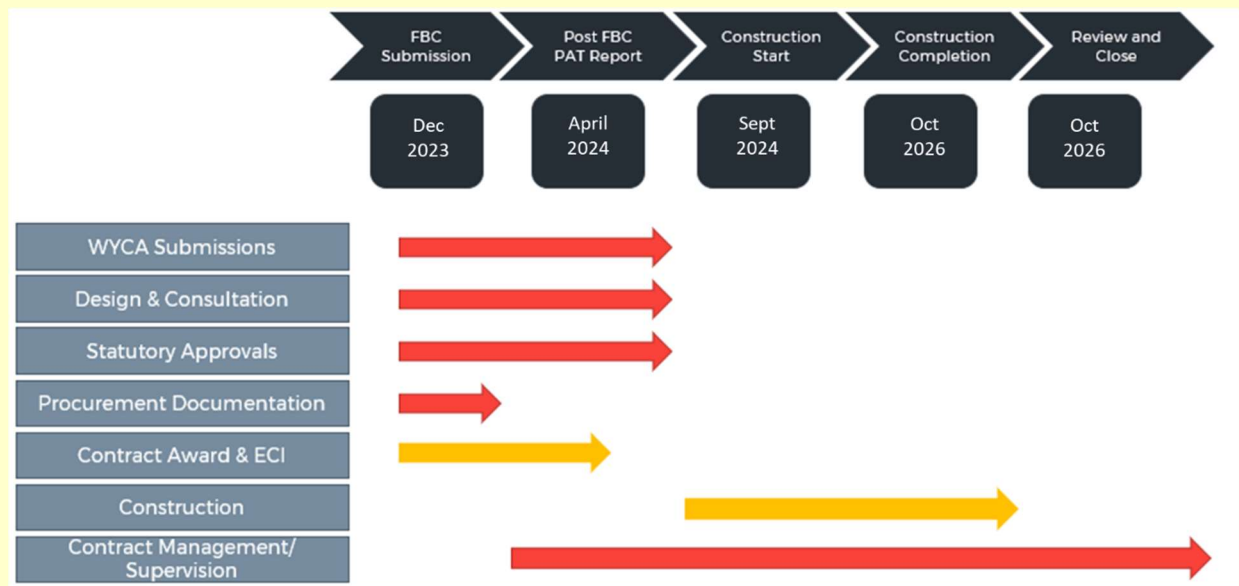 FBC
Submission
Post FBC
PAT Report
Construction
Start
Construction
Completion
Review and
Close
Dec
2023
April
2024
Sept
2024
Oct
2026
Oct
2026
WYCA Submissions
Design & Consultation
Statutory Approvals
Procurement Documentation
Contract Award & ECI
Construction
Contract Management/
Supervision